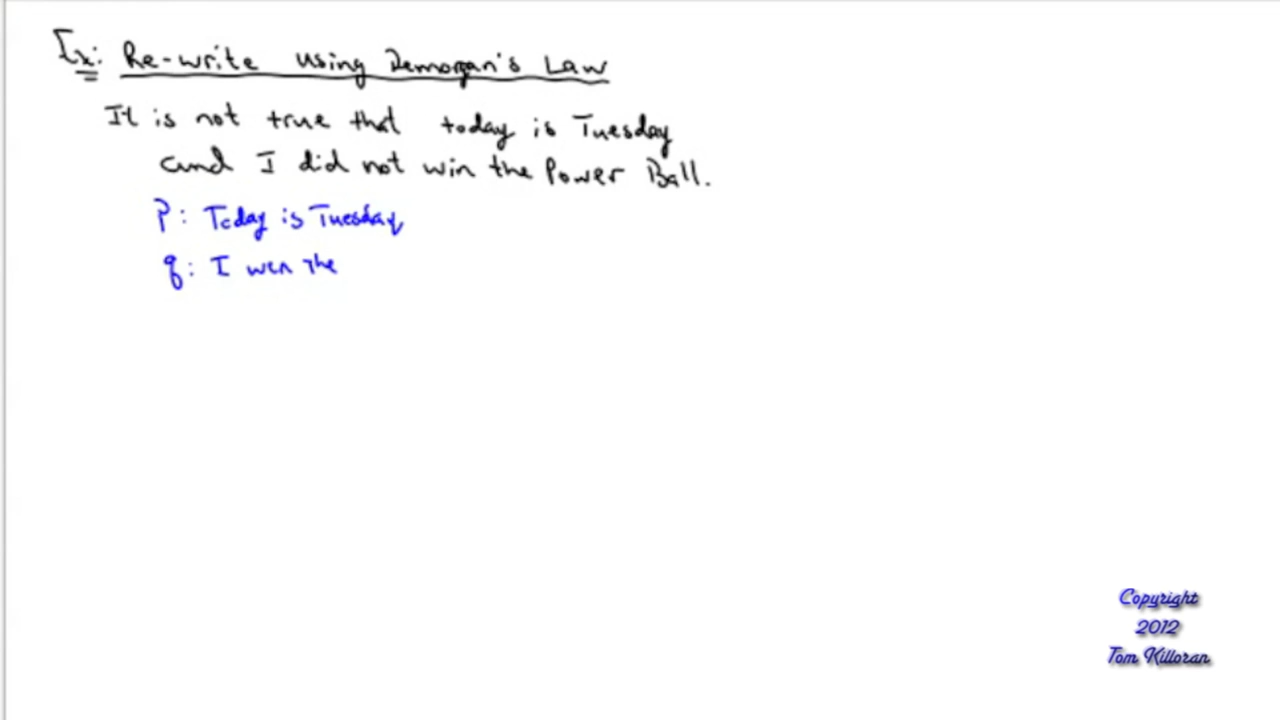 Ex: Re-write using Demorgan's Law
It is not true that today is Tuesday
and I did not win the Power Ball.
P: Today is Tuesday
q: I won the
Copyright
2012
Tom Killoran